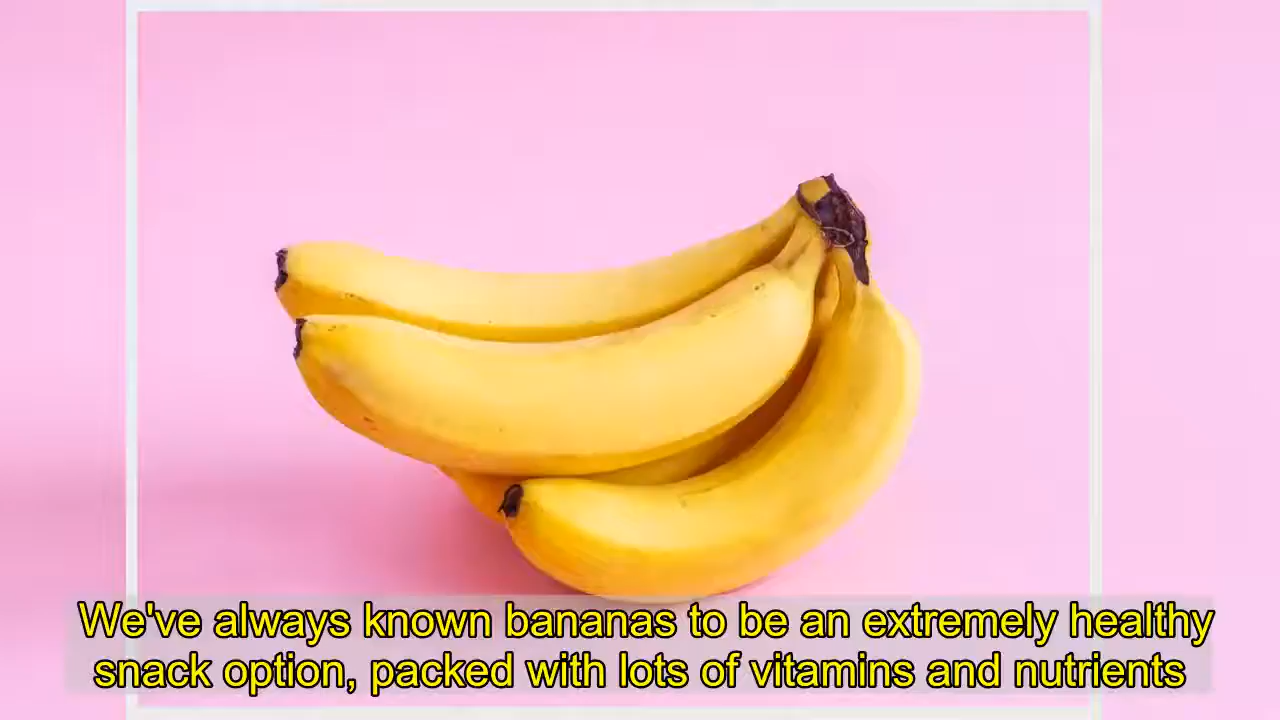 We've always known bananas to be an extremely healthy
snack option, packed with lots of vitamins and nutrients